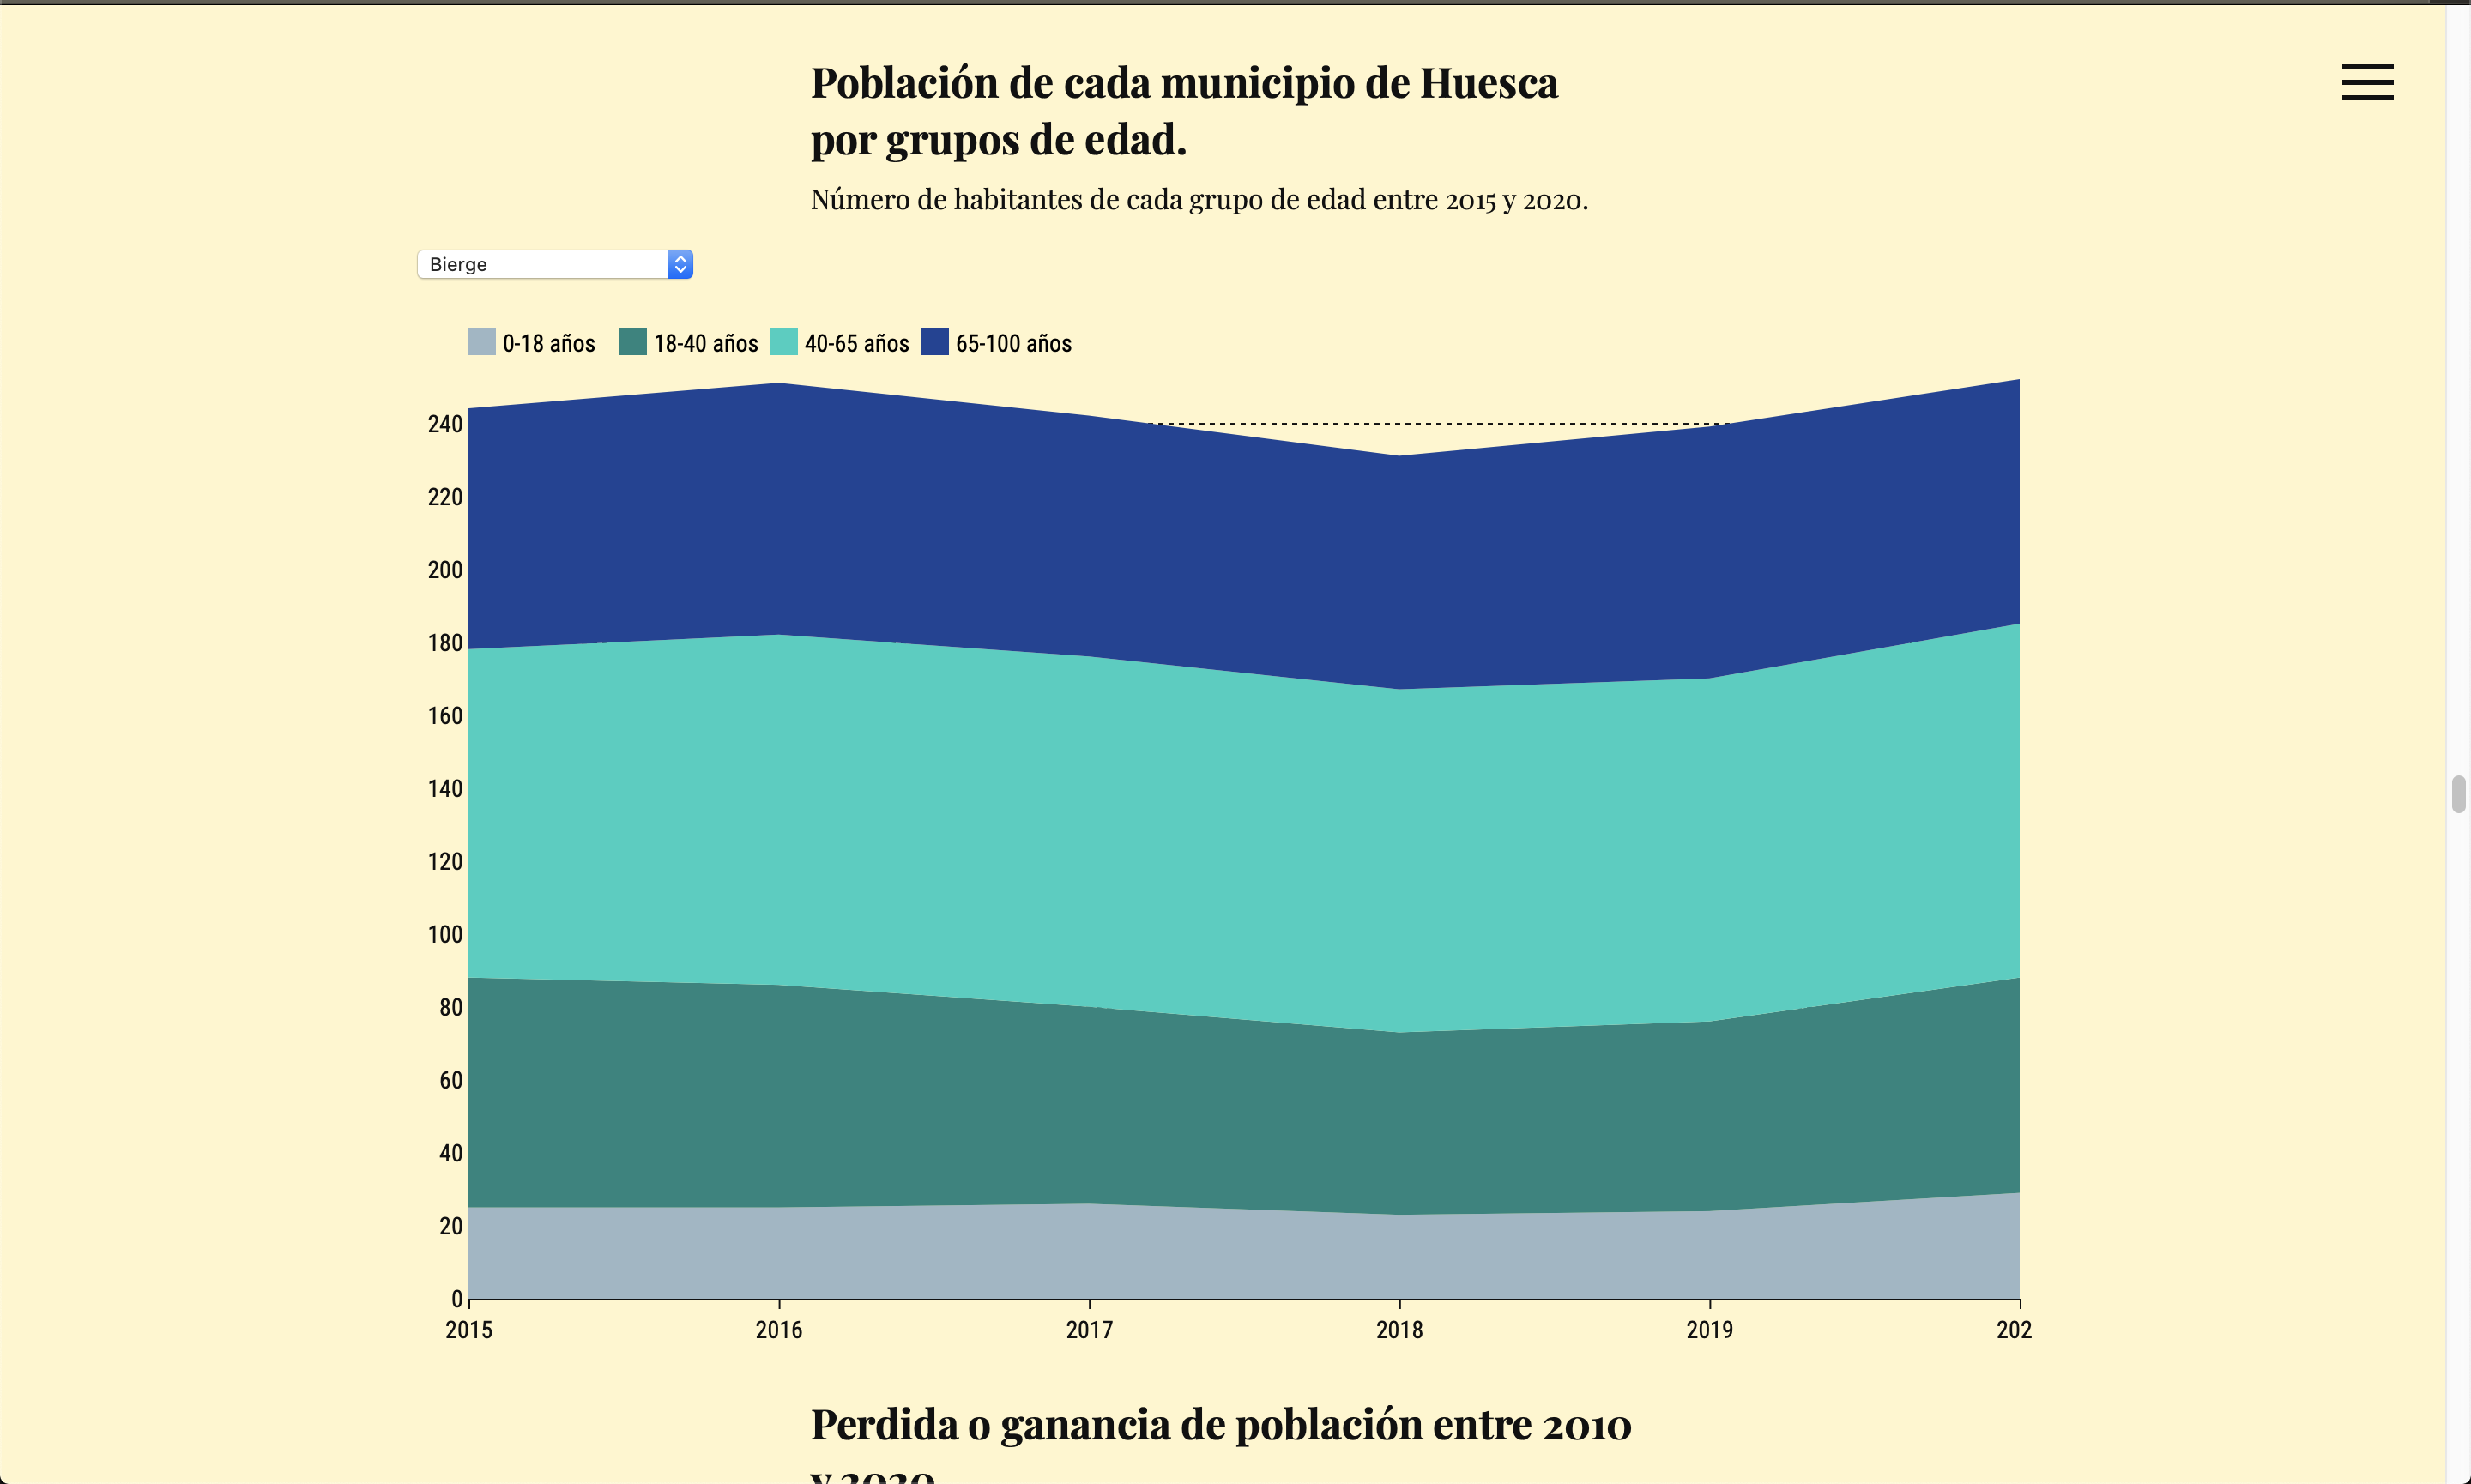 Población de cada municipio de Huesca
por grupos de edad.
Número de habitantes de cada grupo de edad entre 2015 y 2020.
Bierge
0-18 años 18-40 años 40-65 años 65-100 años
240
220
200
180
160
140
120
100
80
60
40
20
0
2015 2016 2017 2018 2019 202
Perdida o ganancia de población entre 2010
y 2020